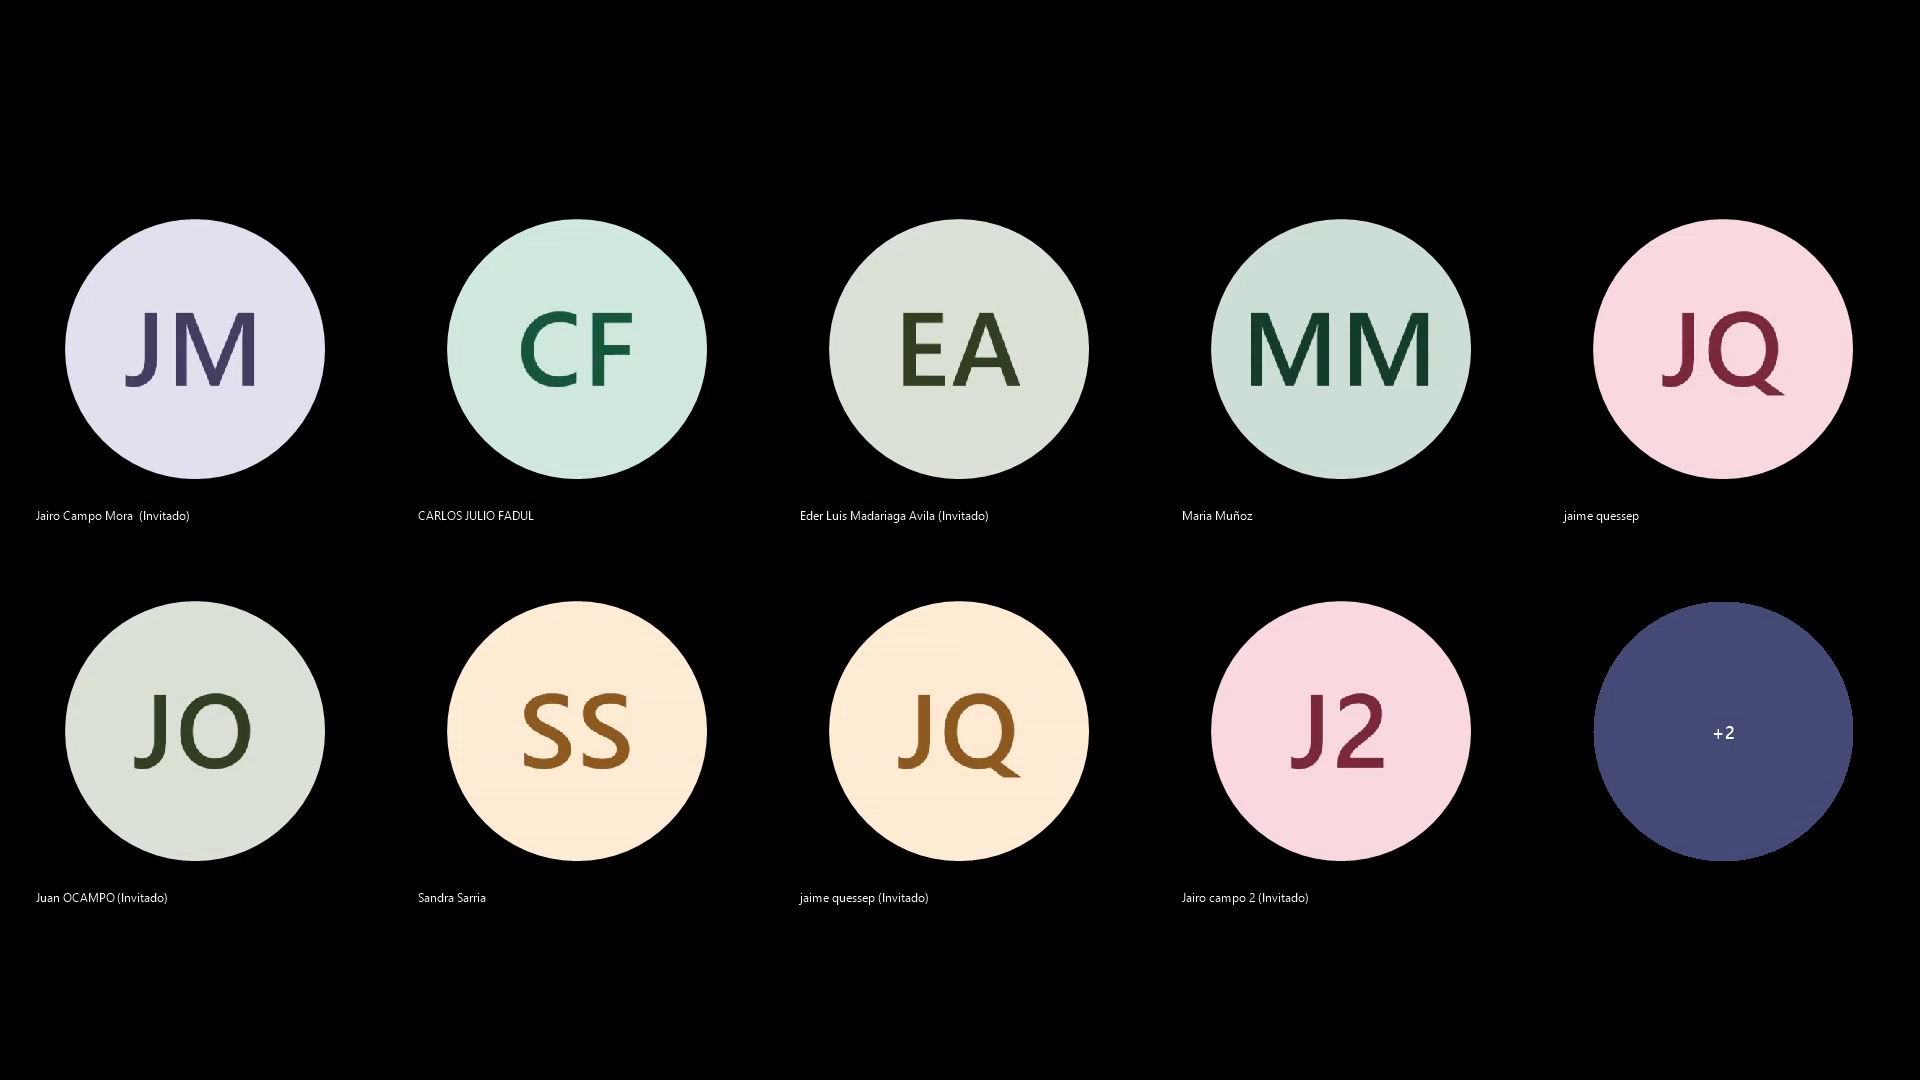 JM
CF
EA
MM
JQ
Jairo Campo Mora (Invitado)
CARLOS JULIO FADUL
Eder Luis Madariaga Avila (Invitado)
Maria Muñoz
jaime quessep
JO
SS
JQ
J2
+2
Juan OCAMPO (Invitado)
Sandra Sarria
jaime quessep (Invitado)
Jairo campo 2 (Invitado)